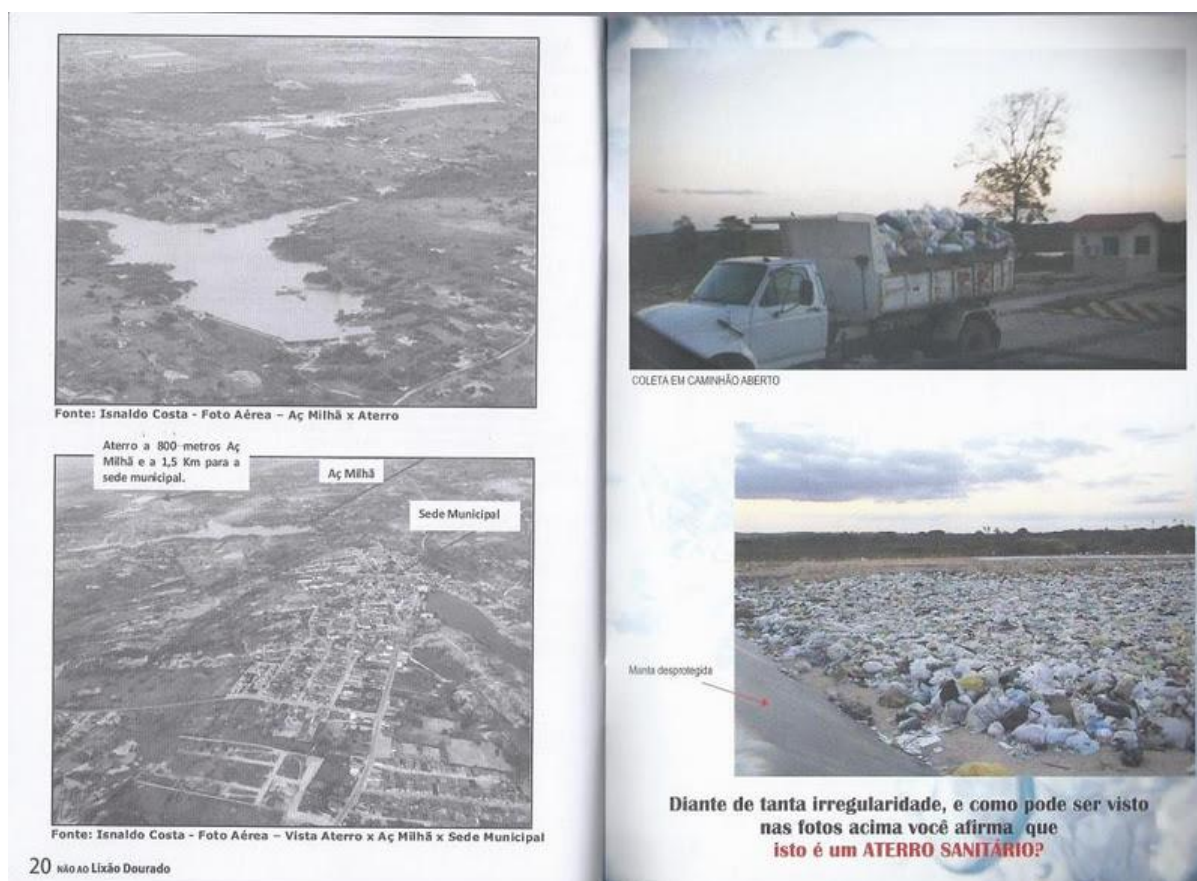 Fonte: Isnaldo Costa - Foto Aérea – Aç Milhã x Aterro
Aterro a 800 metros Aç
Milhã e a 1,5 Km para a
sede municipal.
Aç Milhã
Sede Municipal
Fonte: Isnaldo Costa - Foto Aérea – Vista Aterro x Aç Milhã x Sede Municipal
20 NÃO AO Lixão Dourado
COLETA EM CAMINHÃO ABERTO
Manta desprotegida
Diante de tanta irregularidade, e como pode ser visto
nas fotos acima você afirma que
isto é um ATERRO SANITÁRIO?